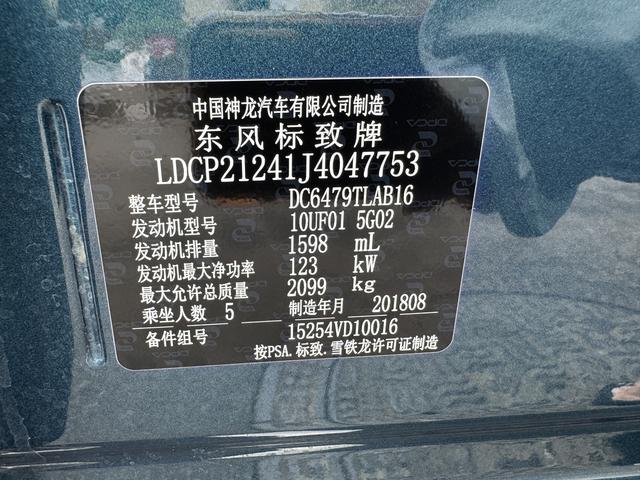 中国神龙汽车有限公司制造
东风标致牌
LDCP21241J4047753
整车型号 DC6479TLAB16
发动机型号 10UF01 5G02
发动机排量 1598 mL
发动机最大净功率 123 kW
最大允许总质量 2099 kg
乘坐人数 5 制造年月 201808
备件组号 15254VD10016
按PSA.标致.雪铁龙许可证制造